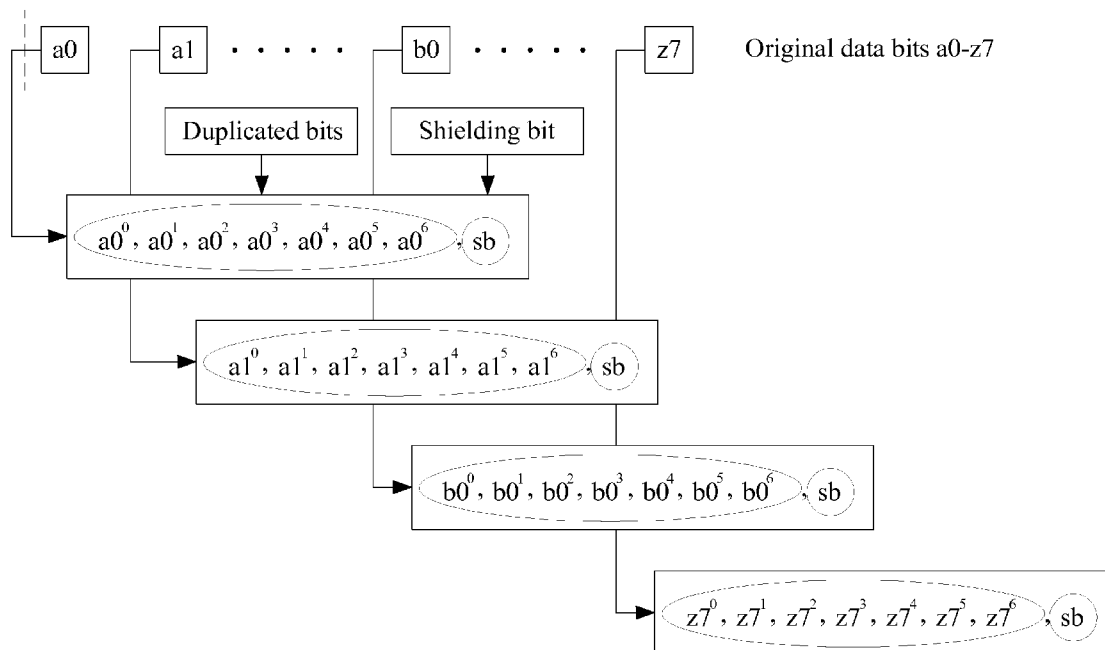 a0 a1 · · · · · b0 · · · · · z7 Original data bits a0-z7
Duplicated bits Shielding bit
a0⁰, a0¹, a0², a0³, a0⁴, a0⁵, a0⁶, sb
a1⁰, a1¹, a1², a1³, a1⁴, a1⁵, a1⁶, sb
b0⁰, b0¹, b0², b0³, b0⁴, b0⁵, b0⁶, sb
z7⁰, z7¹, z7², z7³, z7⁴, z7⁵, z7⁶, sb